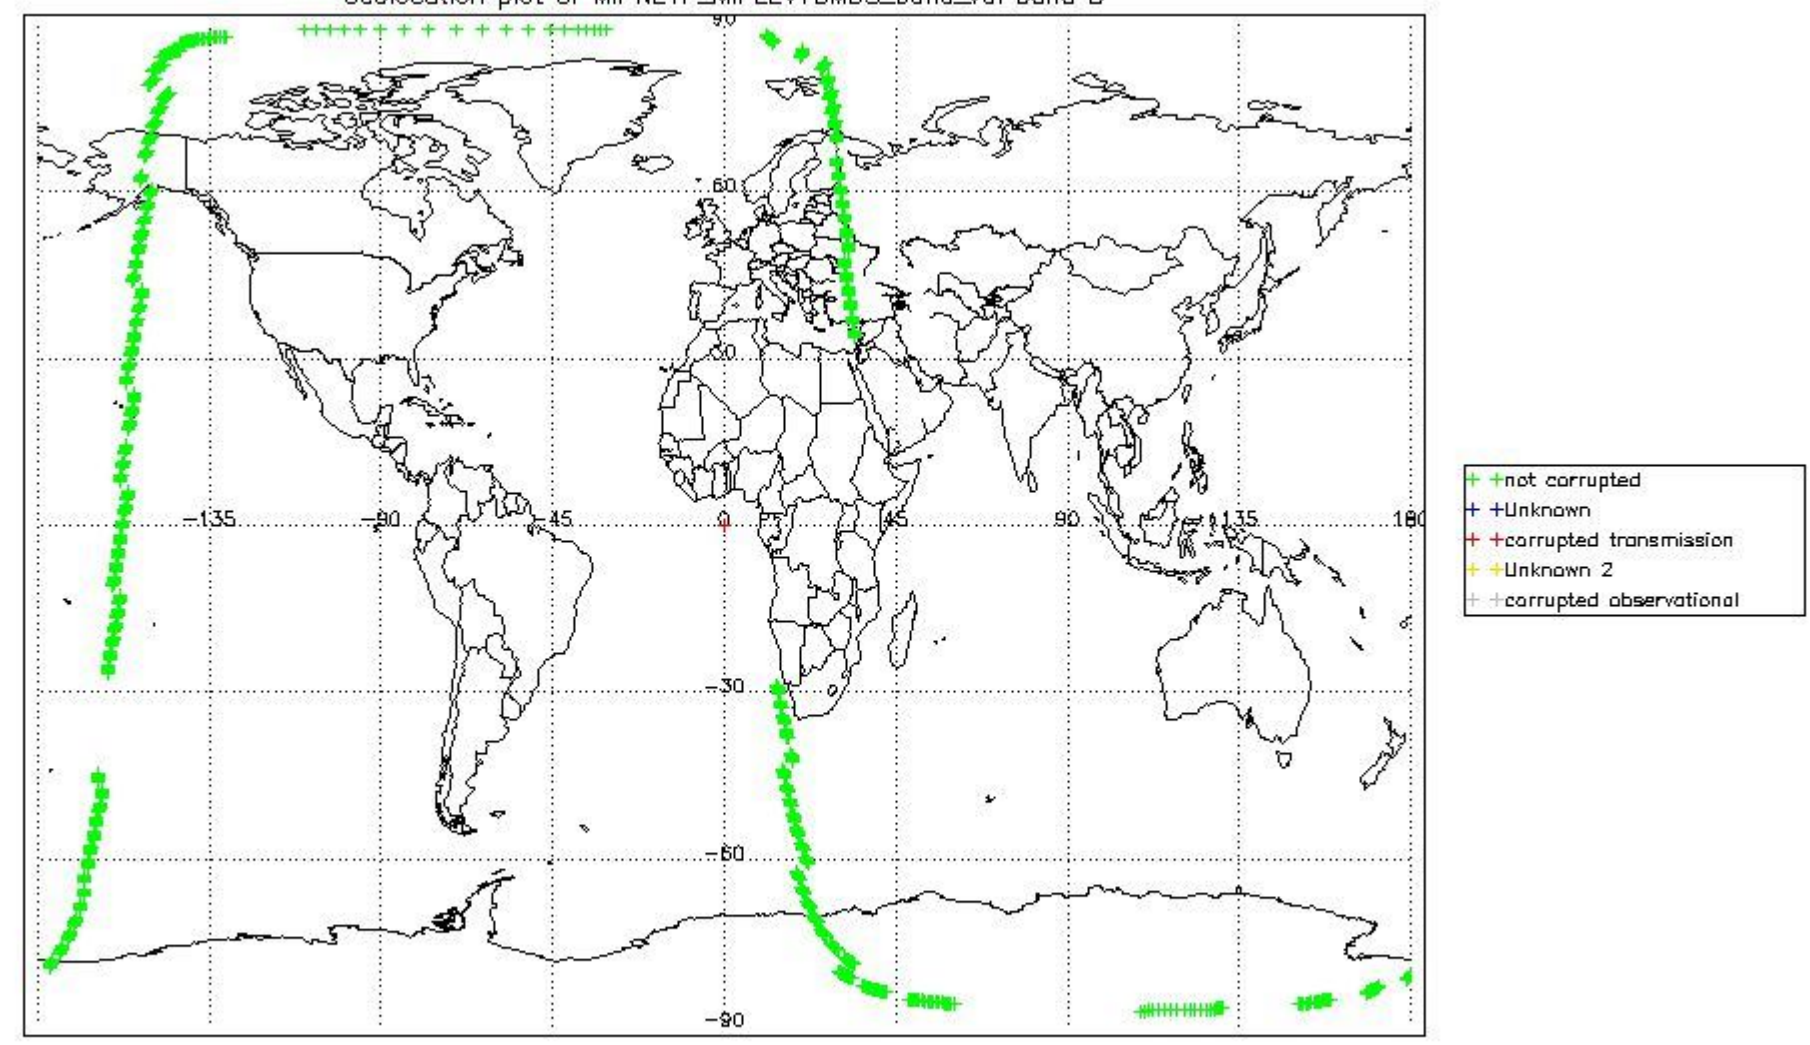 90
60
30
-135
-90
-45
0
45
90
135
180
-30
-60
-90
not corrupted
Unknown
corrupted transmission
Unknown 2
corrupted observational